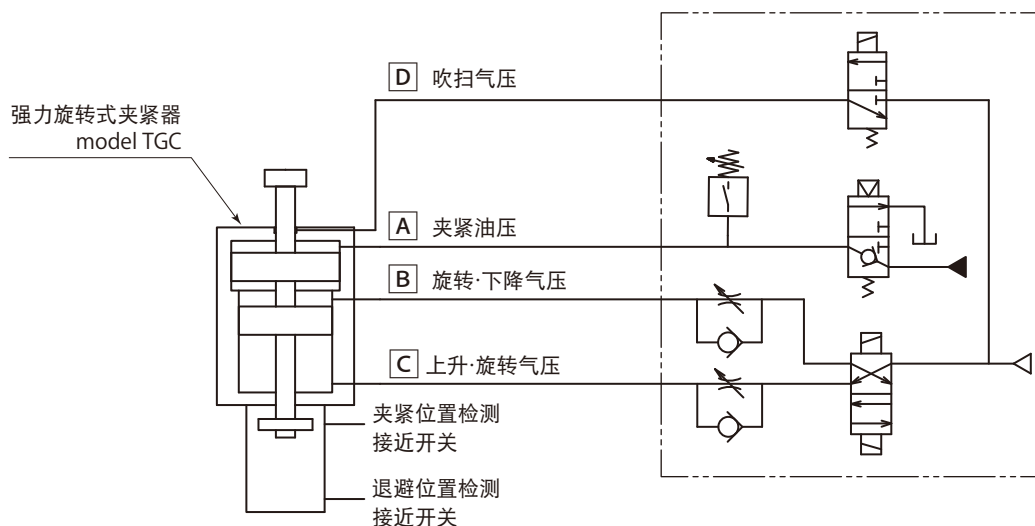 强力旋转式夹紧器
model TGC
D 吹扫气压
A 夹紧油压
B 旋转·下降气压
C 上升·旋转气压
夹紧位置检测
接近开关
退避位置检测
接近开关